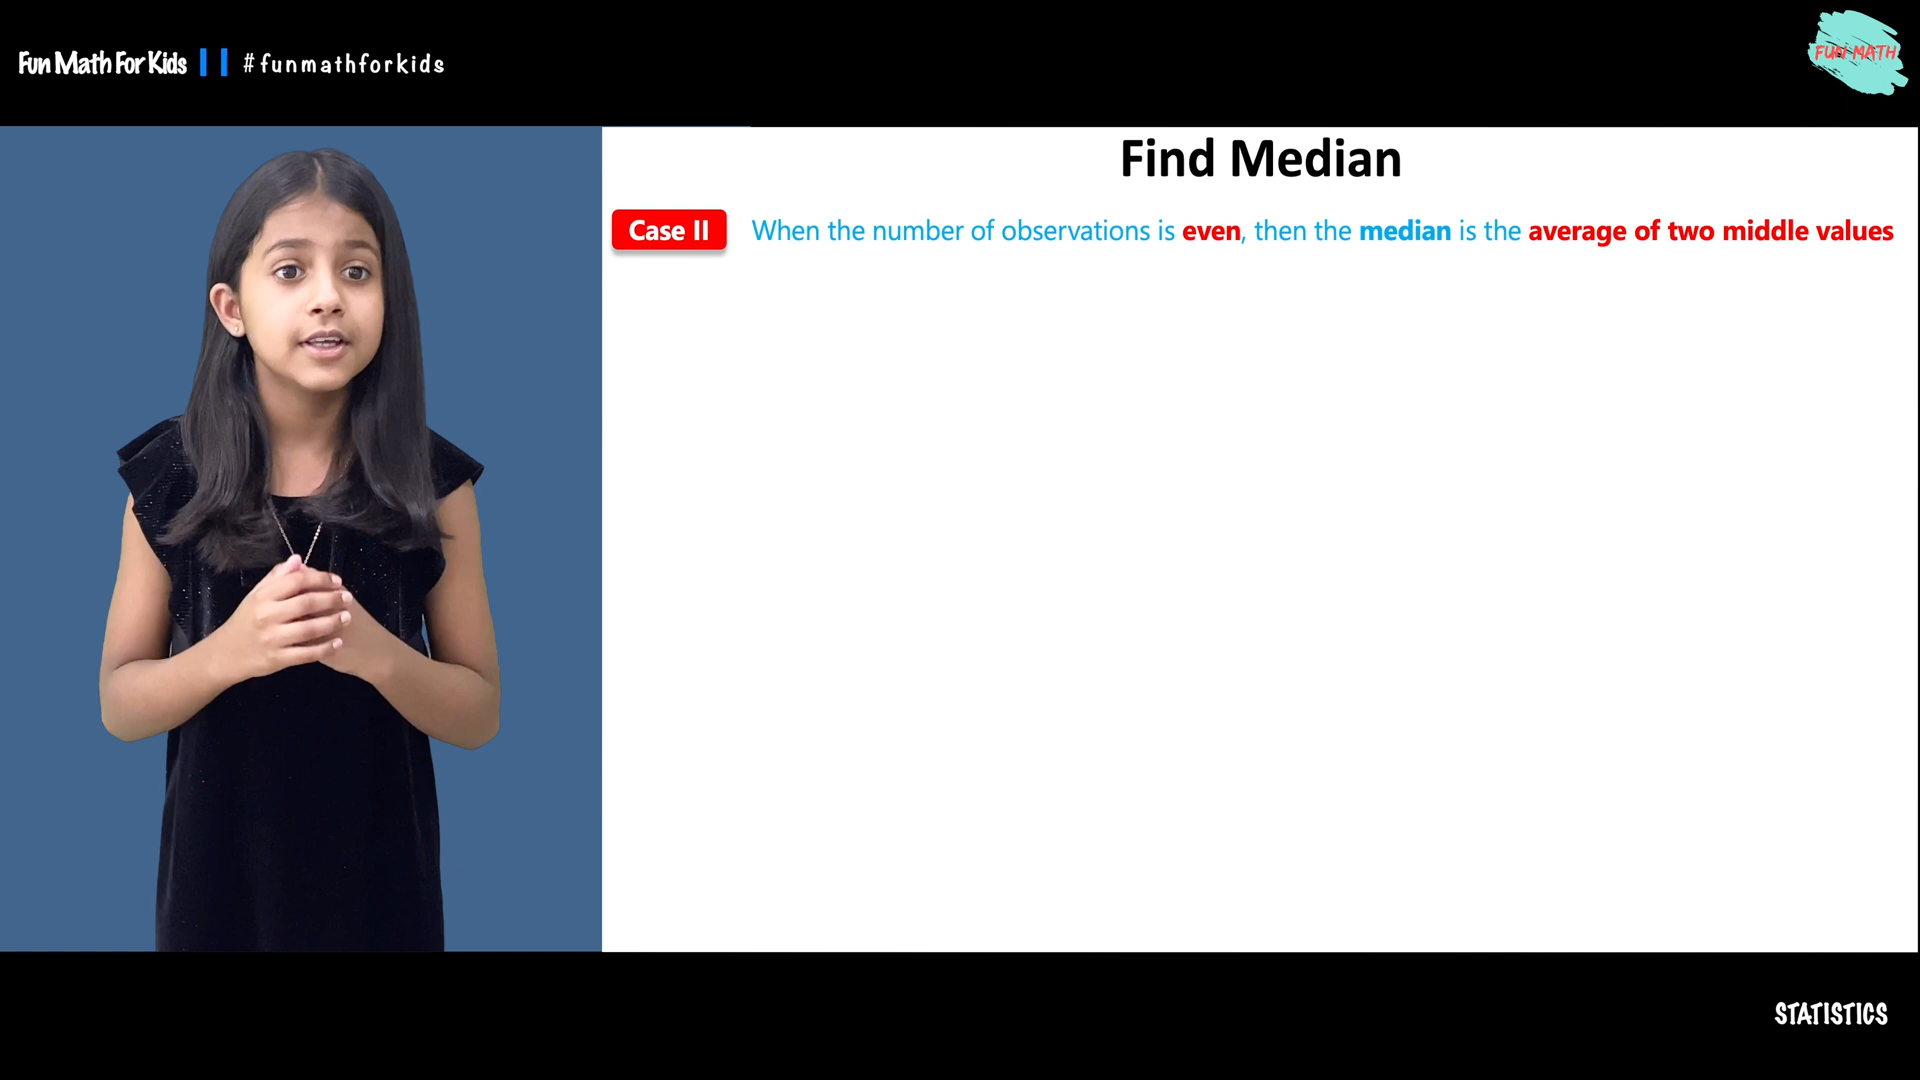 Fun Math For Kids || #funmathforkids
FUN MATH
Find Median
Case II When the number of observations is even, then the median is the average of two middle values
STATISTICS